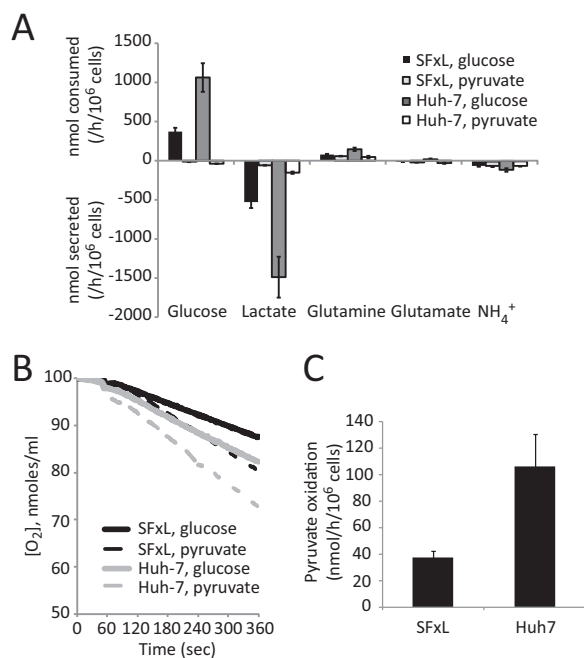 A
nmol consumed
(/h/10⁶ cells)
nmol secreted
(/h/10⁶ cells)
1500
1000
500
0
-500
-1000
-1500
-2000
SFxL, glucose
SFxL, pyruvate
Huh-7, glucose
Huh-7, pyruvate
Glucose Lactate Glutamine Glutamate NH₄⁺
B
[O₂], nmoles/ml
100
90
80
70
60
50
SFxL, glucose
SFxL, pyruvate
Huh-7, glucose
Huh-7, pyruvate
0 60 120 180 240 300 360
Time (sec)
C
Pyruvate oxidation
(nmol/h/10⁶ cells)
140
120
100
80
60
40
20
0
SFxL Huh7